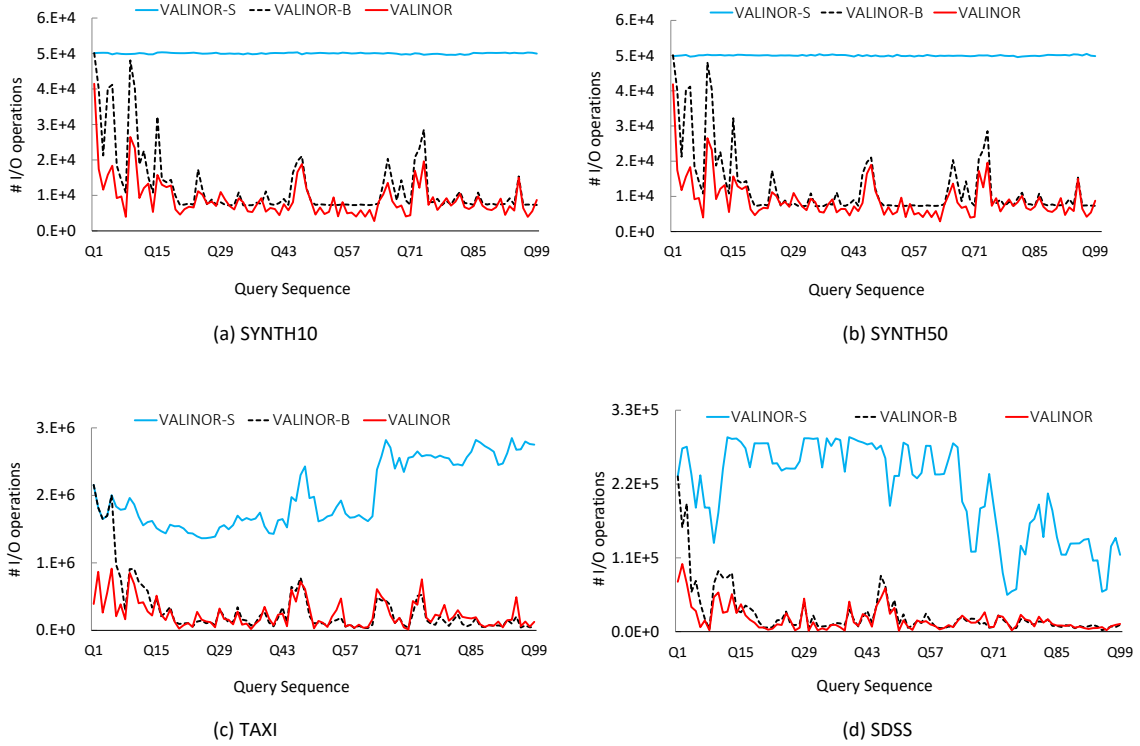 VALINOR-S VALINOR-B VALINOR
6.E+4
5.E+4
4.E+4
3.E+4
2.E+4
1.E+4
0.E+0
# I/O operations
Q1 Q15 Q29 Q43 Q57 Q71 Q85 Q99
Query Sequence
(a) SYNTH10
VALINOR-S VALINOR-B VALINOR
6.E+4
5.E+4
4.E+4
3.E+4
2.E+4
1.E+4
0.E+0
# I/O operations
Q1 Q15 Q29 Q43 Q57 Q71 Q85 Q99
Query Sequence
(b) SYNTH50
VALINOR-S VALINOR-B VALINOR
3.E+6
2.E+6
1.E+6
0.E+0
# I/O operations
Q1 Q15 Q29 Q43 Q57 Q71 Q85 Q99
Query Sequence
(c) TAXI
VALINOR-S VALINOR-B VALINOR
3.3E+5
2.2E+5
1.1E+5
0.0E+0
# I/O operations
Q1 Q15 Q29 Q43 Q57 Q71 Q85 Q99
Query Sequence
(d) SDSS